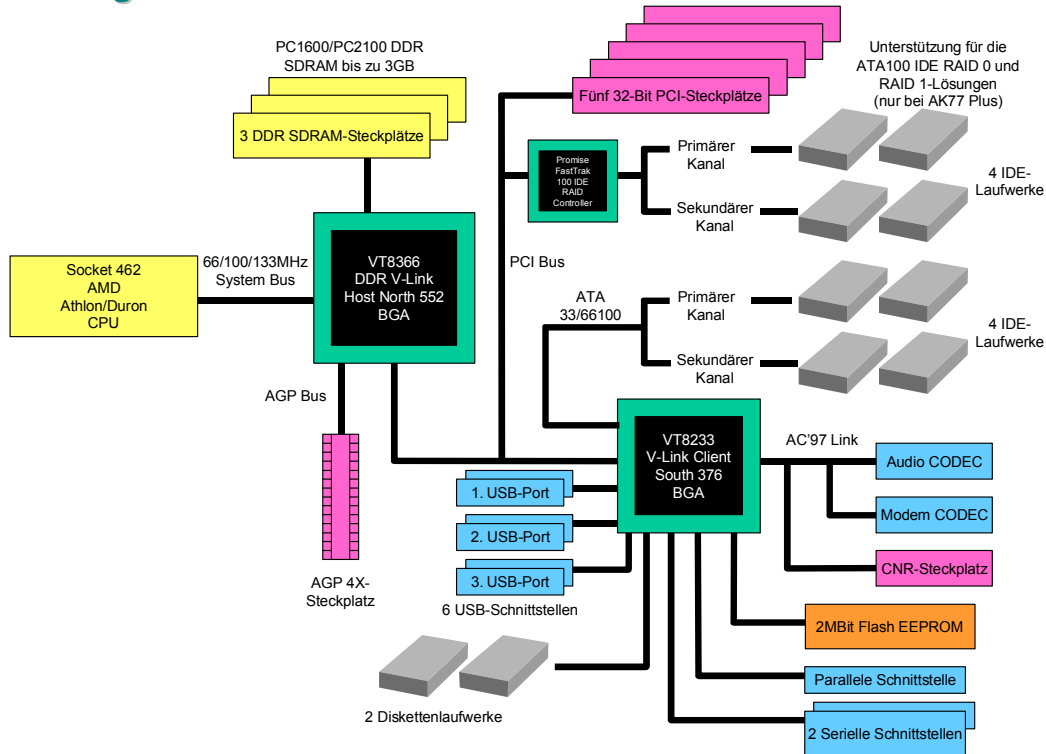 PC1600/PC2100 DDR
SDRAM bis zu 3GB
3 DDR SDRAM-Steckplätze
Fünf 32-Bit PCI-Steckplätze
Unterstützung für die
ATA100 IDE RAID 0 und
RAID 1-Lösungen
(nur bei AK77 Plus)
Promise
FastTrak
100 IDE
RAID
Controller
Primärer
Kanal
Sekundärer
Kanal
4 IDE-
Laufwerke
Socket 462
AMD
Athlon/Duron
CPU
66/100/133MHz
System Bus
VT8366
DDR V-Link
Host North 552
BGA
PCI Bus
ATA
33/66100
Primärer
Kanal
Sekundärer
Kanal
4 IDE-
Laufwerke
AGP Bus
AGP 4X-
Steckplatz
VT8233
V-Link Client
South 376
BGA
AC'97 Link
Audio CODEC
Modem CODEC
CNR-Steckplatz
1. USB-Port
2. USB-Port
3. USB-Port
6 USB-Schnittstellen
2MBit Flash EEPROM
Parallele Schnittstelle
2 Serielle Schnittstellen
2 Diskettenlaufwerke